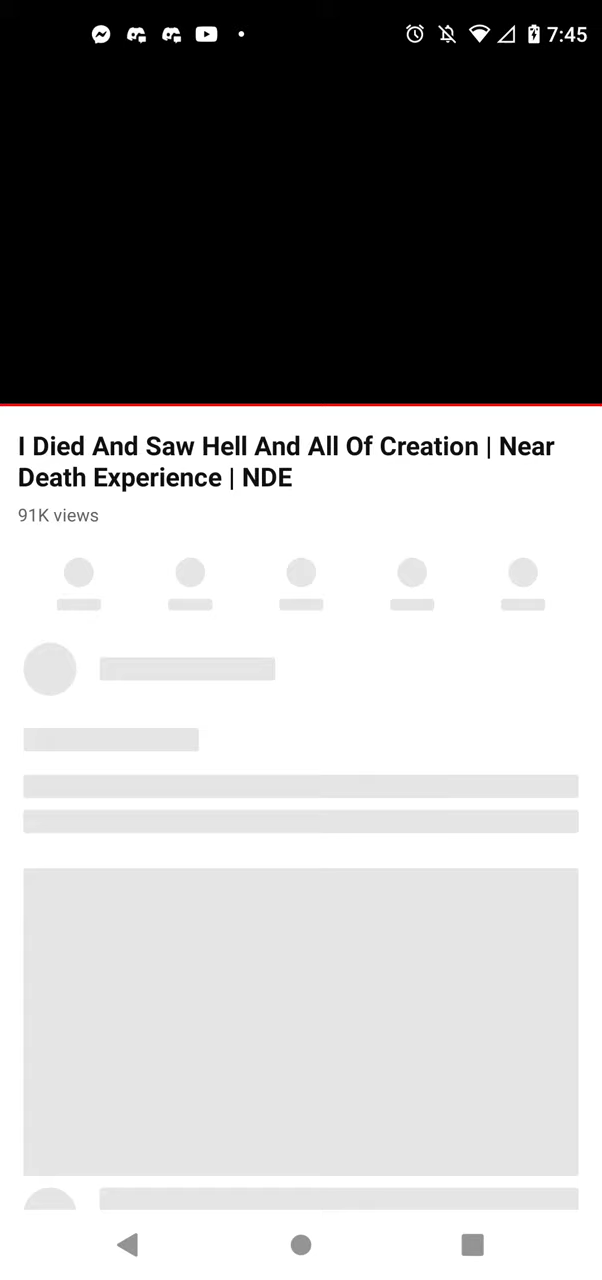 7:45
I Died And Saw Hell And All Of Creation | Near
Death Experience | NDE
91K views